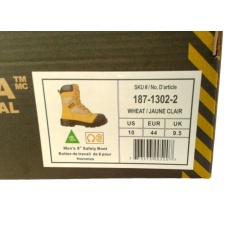 A™ MC
AL
SKU # / No. D'article
187-1302-2
WHEAT / JAUNE CLAIR
US EUR UK
10 44 9.5
Men's 8" Safety Boot
Bottes de travail de 8 pour
Hommes